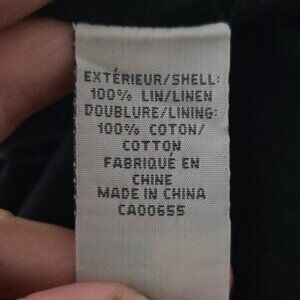 EXTÉRIEUR/SHELL:
100% LIN/LINEN
DOUBLURE/LINING:
100% COTON/
COTTON
FABRIQUÉ EN
CHINE
MADE IN CHINA
CA00655